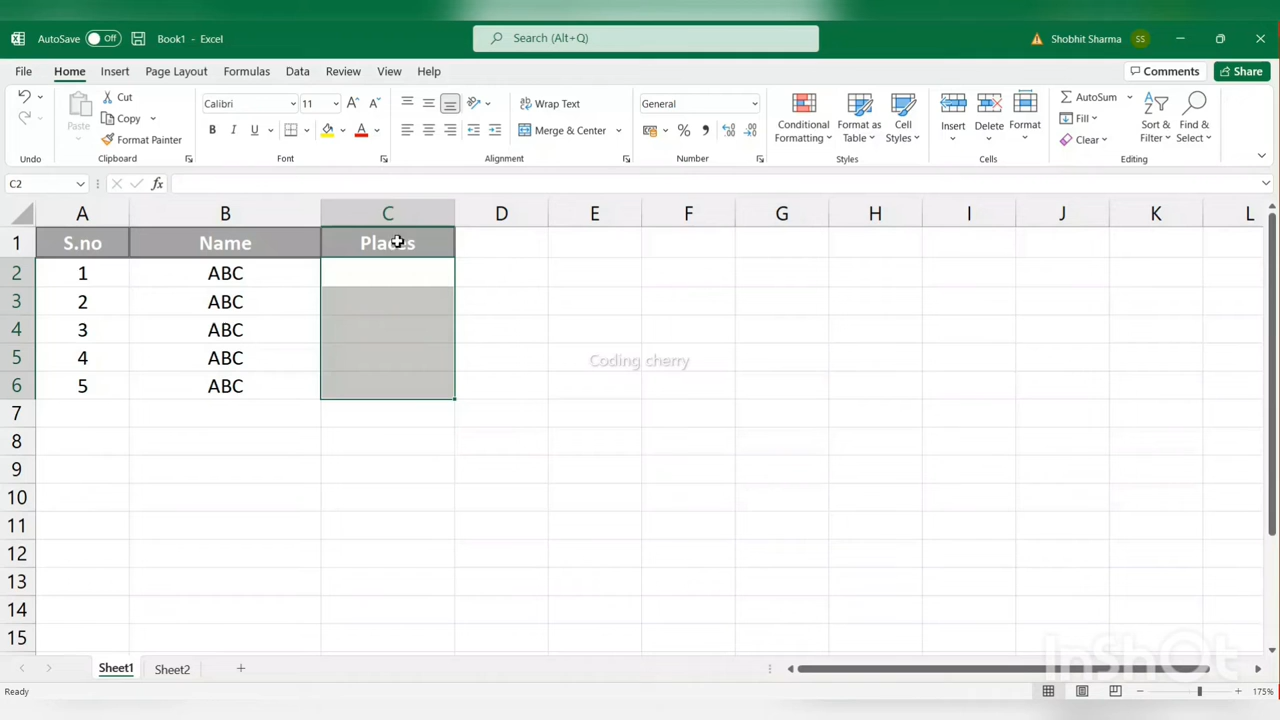 AutoSave Off Book1 - Excel Search (Alt+Q) Shobhit Sharma SS
File Home Insert Page Layout Formulas Data Review View Help Comments Share
Paste Cut Copy Format Painter
Calibri 11 B I U A
Wrap Text Merge & Center
General % ,
Conditional Formatting Format as Table Cell Styles
Insert Delete Format
AutoSum Fill Clear Sort & Filter Find & Select
Undo Clipboard Font Alignment Number Styles Cells Editing
C2 fx
A B C D E F G H I J K L
1 S.no Name Places
2 1 ABC
3 2 ABC
4 3 ABC
5 4 ABC
6 5 ABC
Coding cherry
7
8
9
10
11
12
13
14
15
InShOt
Sheet1 Sheet2
Ready 175%